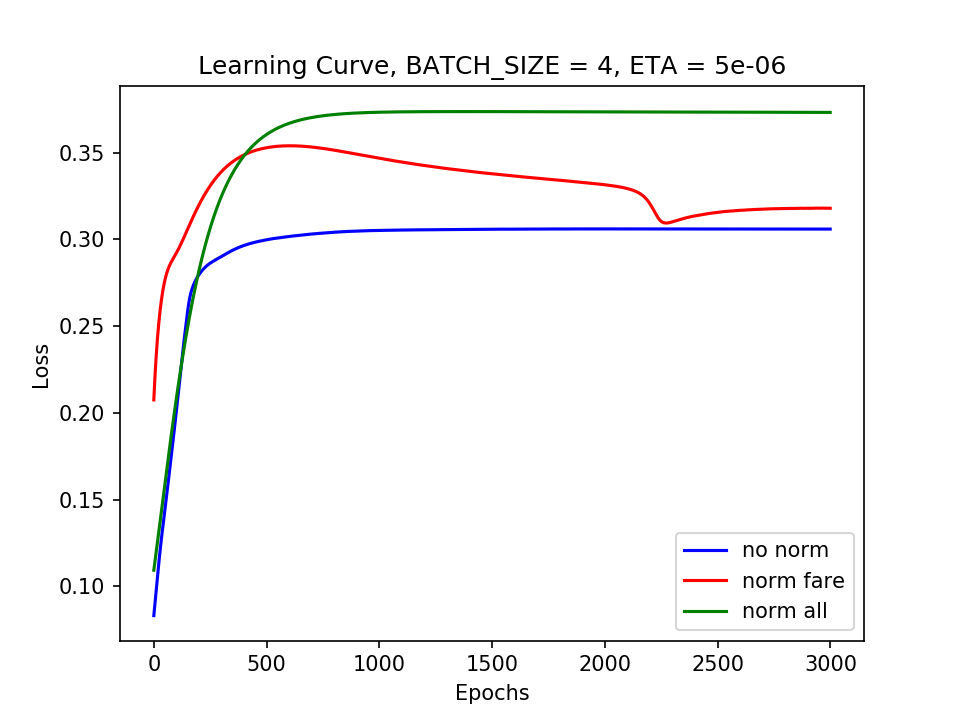 Learning Curve, BATCH_SIZE = 4, ETA = 5e-06
Loss
0.35
0.30
0.25
0.20
0.15
0.10
no norm
norm fare
norm all
0 500 1000 1500 2000 2500 3000
Epochs